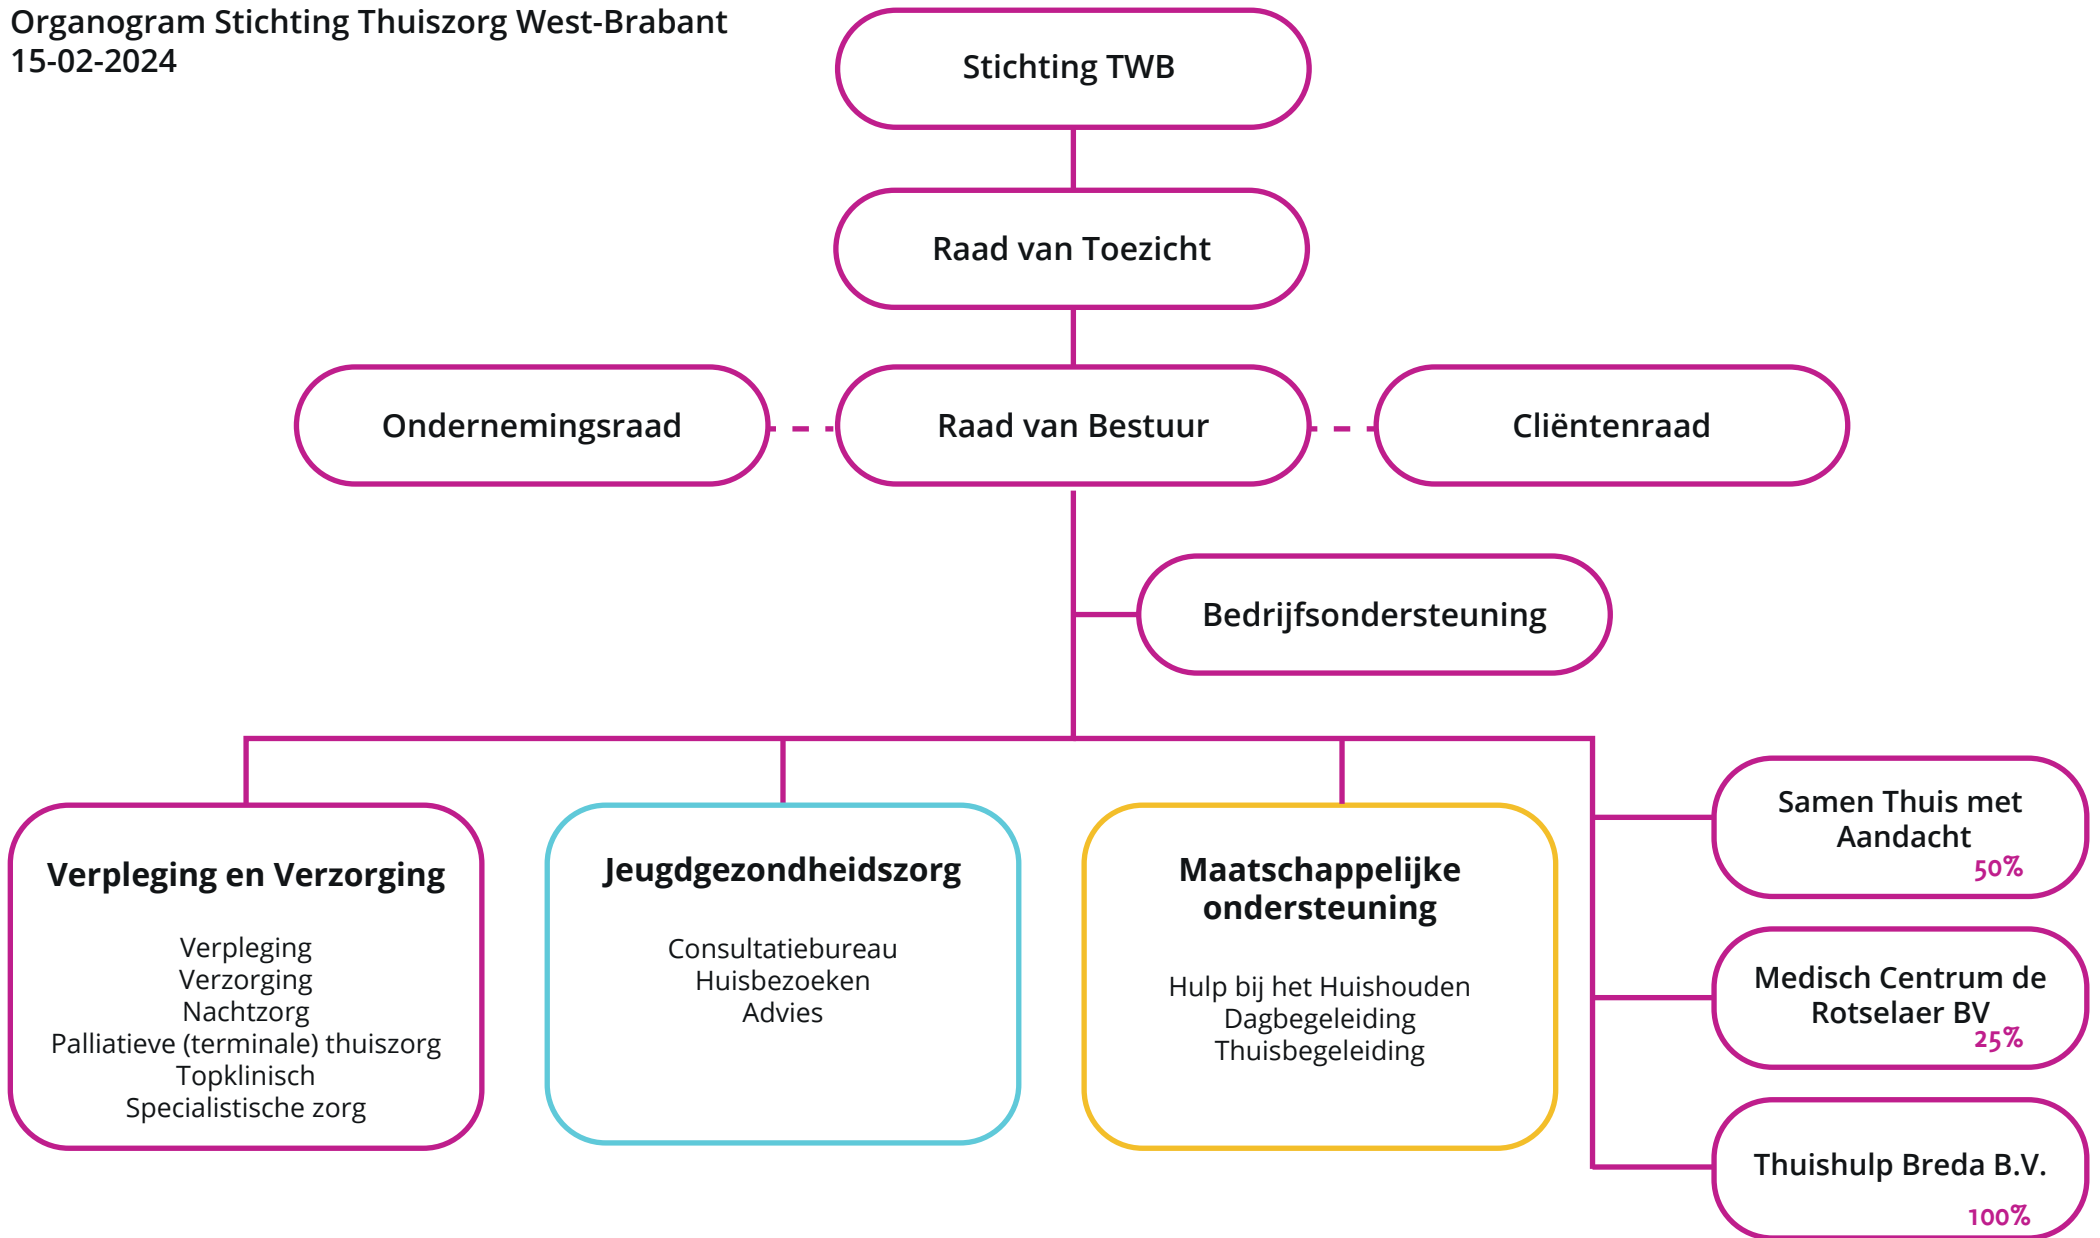 Organogram Stichting Thuiszorg West-Brabant
15-02-2024
Stichting TWB
Raad van Toezicht
Ondernemingsraad
Raad van Bestuur
Cliëntenraad
Bedrijfsondersteuning
Verpleging en Verzorging
Verpleging
Verzorging
Nachtzorg
Palliatieve (terminale) thuiszorg
Topklinisch
Specialistische zorg
Jeugdgezondheidszorg
Consultatiebureau
Huisbezoeken
Advies
Maatschappelijke
ondersteuning
Hulp bij het Huishouden
Dagbegeleiding
Thuisbegeleiding
Samen Thuis met
Aandacht
50%
Medisch Centrum de
Rotselaer BV
25%
Thuishulp Breda B.V.
100%